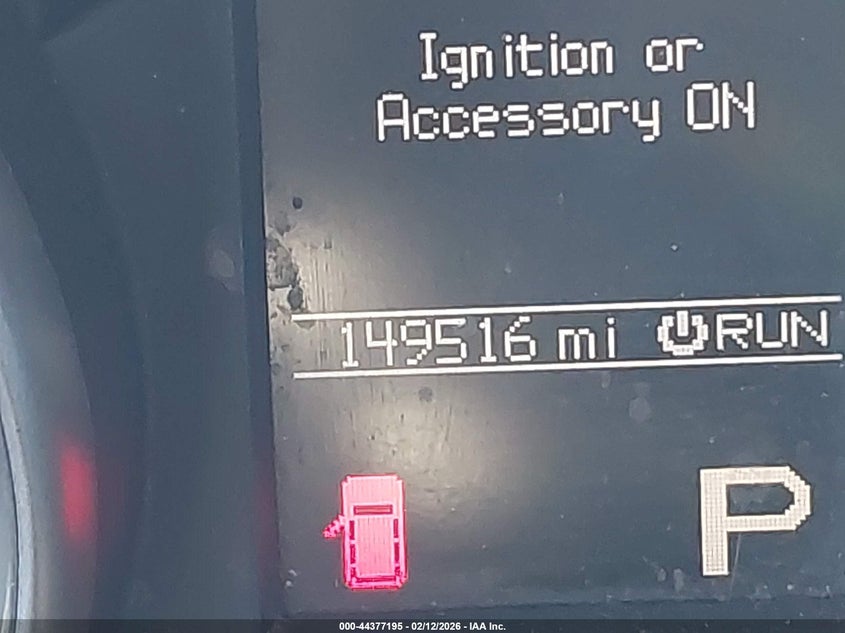 Ignition or
Accessory ON
149516 mi RUN
P
000-44377195 - 02/12/2026 - IAA Inc.